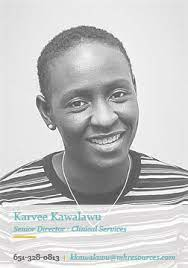 Karvee Kawalawu
Senior Director : Clinical Services
651-328-0813 | kkawalawu@mhresources.com